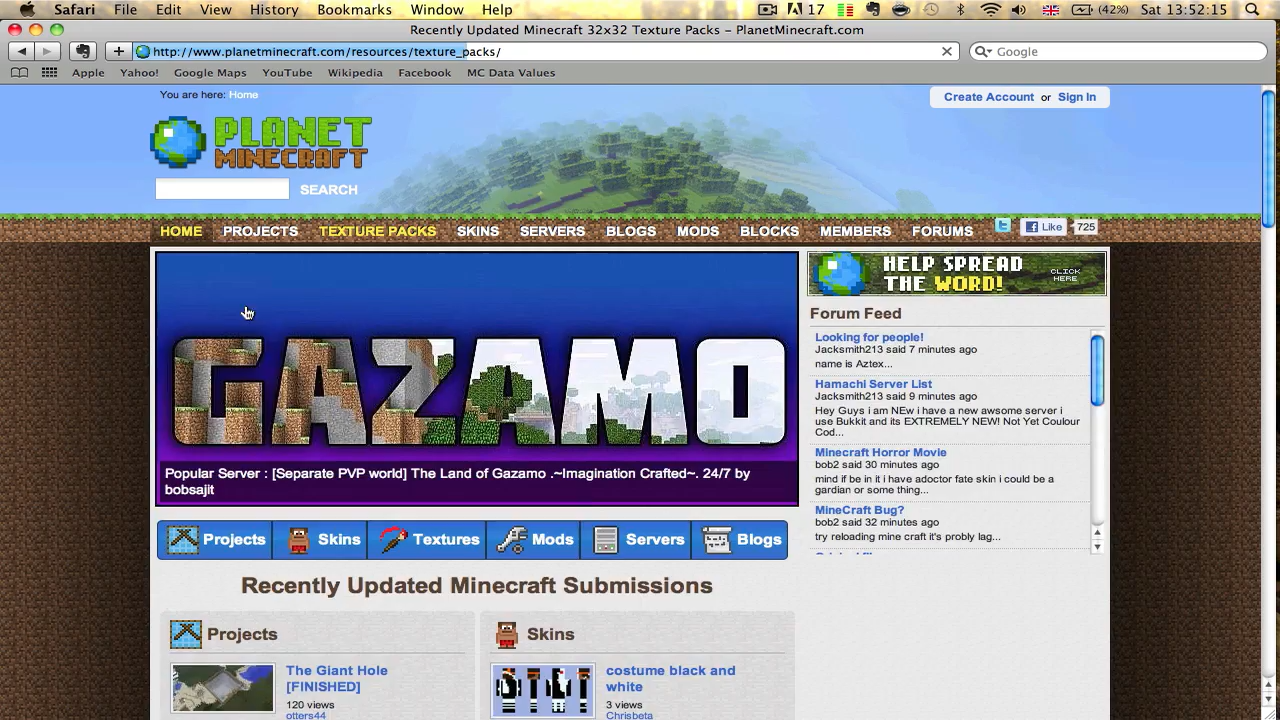 Safari File Edit View History Bookmarks Window Help 17 (42%) Sat 13:52:15
Recently Updated Minecraft 32x32 Texture Packs - PlanetMinecraft.com
http://www.planetminecraft.com/resources/texture_packs/ Google
Apple Yahoo! Google Maps YouTube Wikipedia Facebook MC Data Values
You are here: Home
Create Account or Sign In
PLANET
MINECRAFT
SEARCH
HOME PROJECTS TEXTURE PACKS SKINS SERVERS BLOGS MODS BLOCKS MEMBERS FORUMS Like 725
GAZAMO
Popular Server : [Separate PVP world] The Land of Gazamo .~Imagination Crafted~. 24/7 by
bobsajit
HELP SPREAD
THE WORD!
CLICK
HERE
Forum Feed
Looking for people!
Jacksmith213 said 7 minutes ago
name is Aztex...
Hamachi Server List
Jacksmith213 said 9 minutes ago
Hey Guys i am NEw i have a new awsome server i
use Bukkit and its EXTREMELY NEW! Not Yet Coulour
Cod...
Minecraft Horror Movie
bob2 said 30 minutes ago
mind if be in it i have adoctor fate skin i could be a
gardian or some thing...
MineCraft Bug?
bob2 said 32 minutes ago
try reloading mine craft it's probly lag...
Projects Skins Textures Mods Servers Blogs
Recently Updated Minecraft Submissions
Projects
The Giant Hole
[FINISHED]
120 views
otters44
Skins
costume black and
white
3 views
Chrisbeta